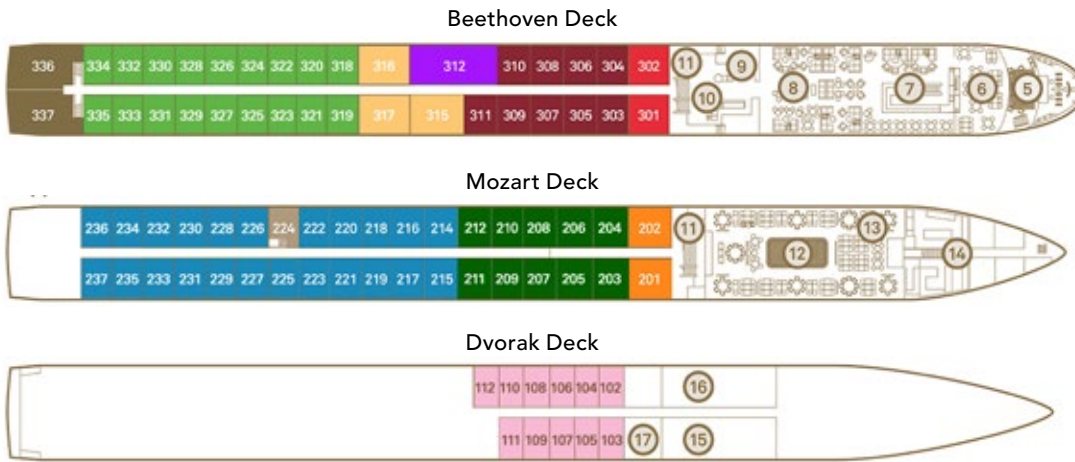 Beethoven Deck
336 334 332 330 328 326 324 322 320 318 316 312 310 308 306 304 302 11 9 10 8 7 6 5
337 335 333 331 329 327 325 323 321 319 317 315 311 309 307 305 303 301
Mozart Deck
236 234 232 230 228 226 224 222 220 218 216 214 212 210 208 206 204 202 11 12 13 14
237 235 233 231 229 227 225 223 221 219 217 215 211 209 207 205 203 201
Dvorak Deck
112 110 108 106 104 102 16
111 109 107 105 103 17 15